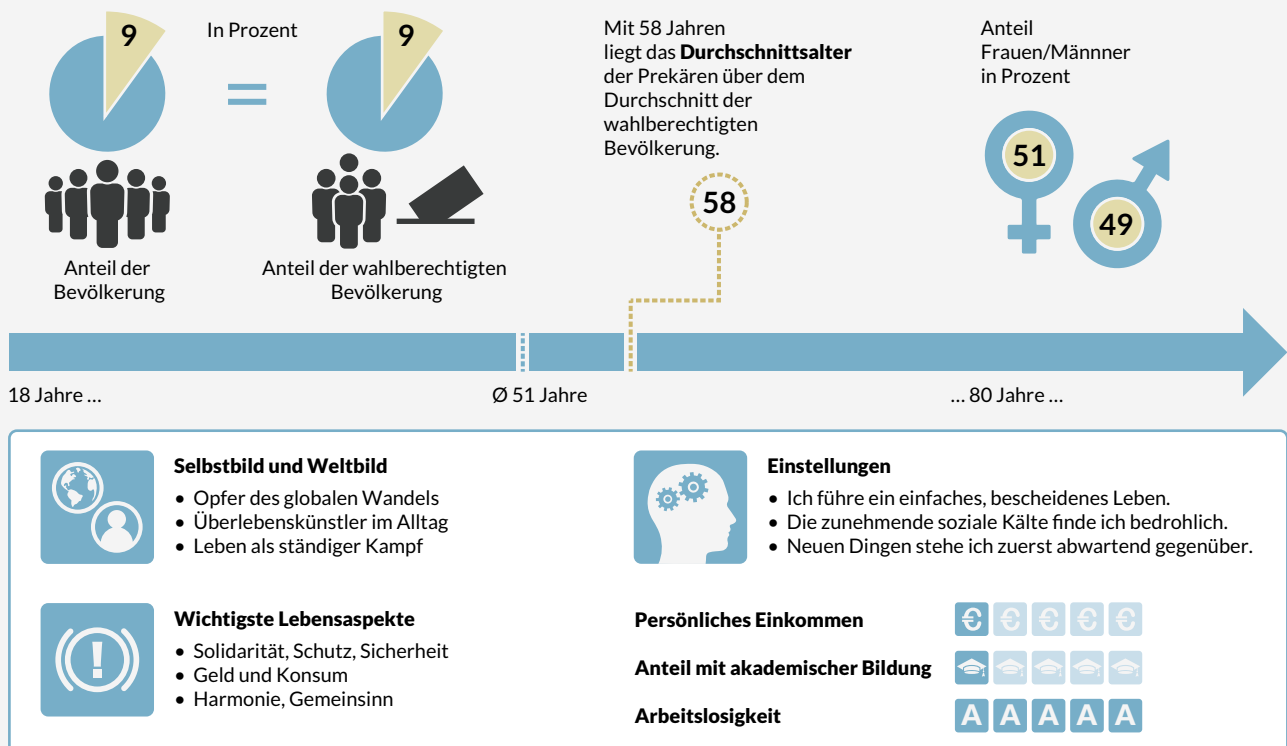 9
In Prozent
9
Anteil der
Bevölkerung
Anteil der wahlberechtigten
Bevölkerung
Mit 58 Jahren
liegt das Durchschnittsalter
der Prekären über dem
Durchschnitt der
wahlberechtigten
Bevölkerung.
58
Anteil
Frauen/Männner
in Prozent
51
49
18 Jahre ...
Ø 51 Jahre
... 80 Jahre ...
Selbstbild und Weltbild
• Opfer des globalen Wandels
• Überlebenskünstler im Alltag
• Leben als ständiger Kampf
Einstellungen
• Ich führe ein einfaches, bescheidenes Leben.
• Die zunehmende soziale Kälte finde ich bedrohlich.
• Neuen Dingen stehe ich zuerst abwartend gegenüber.
Wichtigste Lebensaspekte
• Solidarität, Schutz, Sicherheit
• Geld und Konsum
• Harmonie, Gemeinsinn
Persönliches Einkommen € € € € €
Anteil mit akademischer Bildung
Arbeitslosigkeit A A A A A